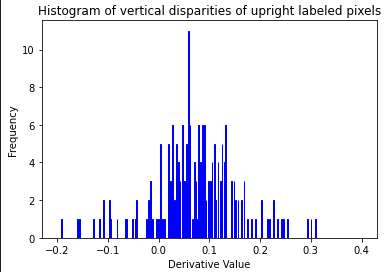 Histogram of vertical disparities of upright labeled pixels
Frequency
10
8
6
4
2
0
−0.2 −0.1 0.0 0.1 0.2 0.3 0.4
Derivative Value